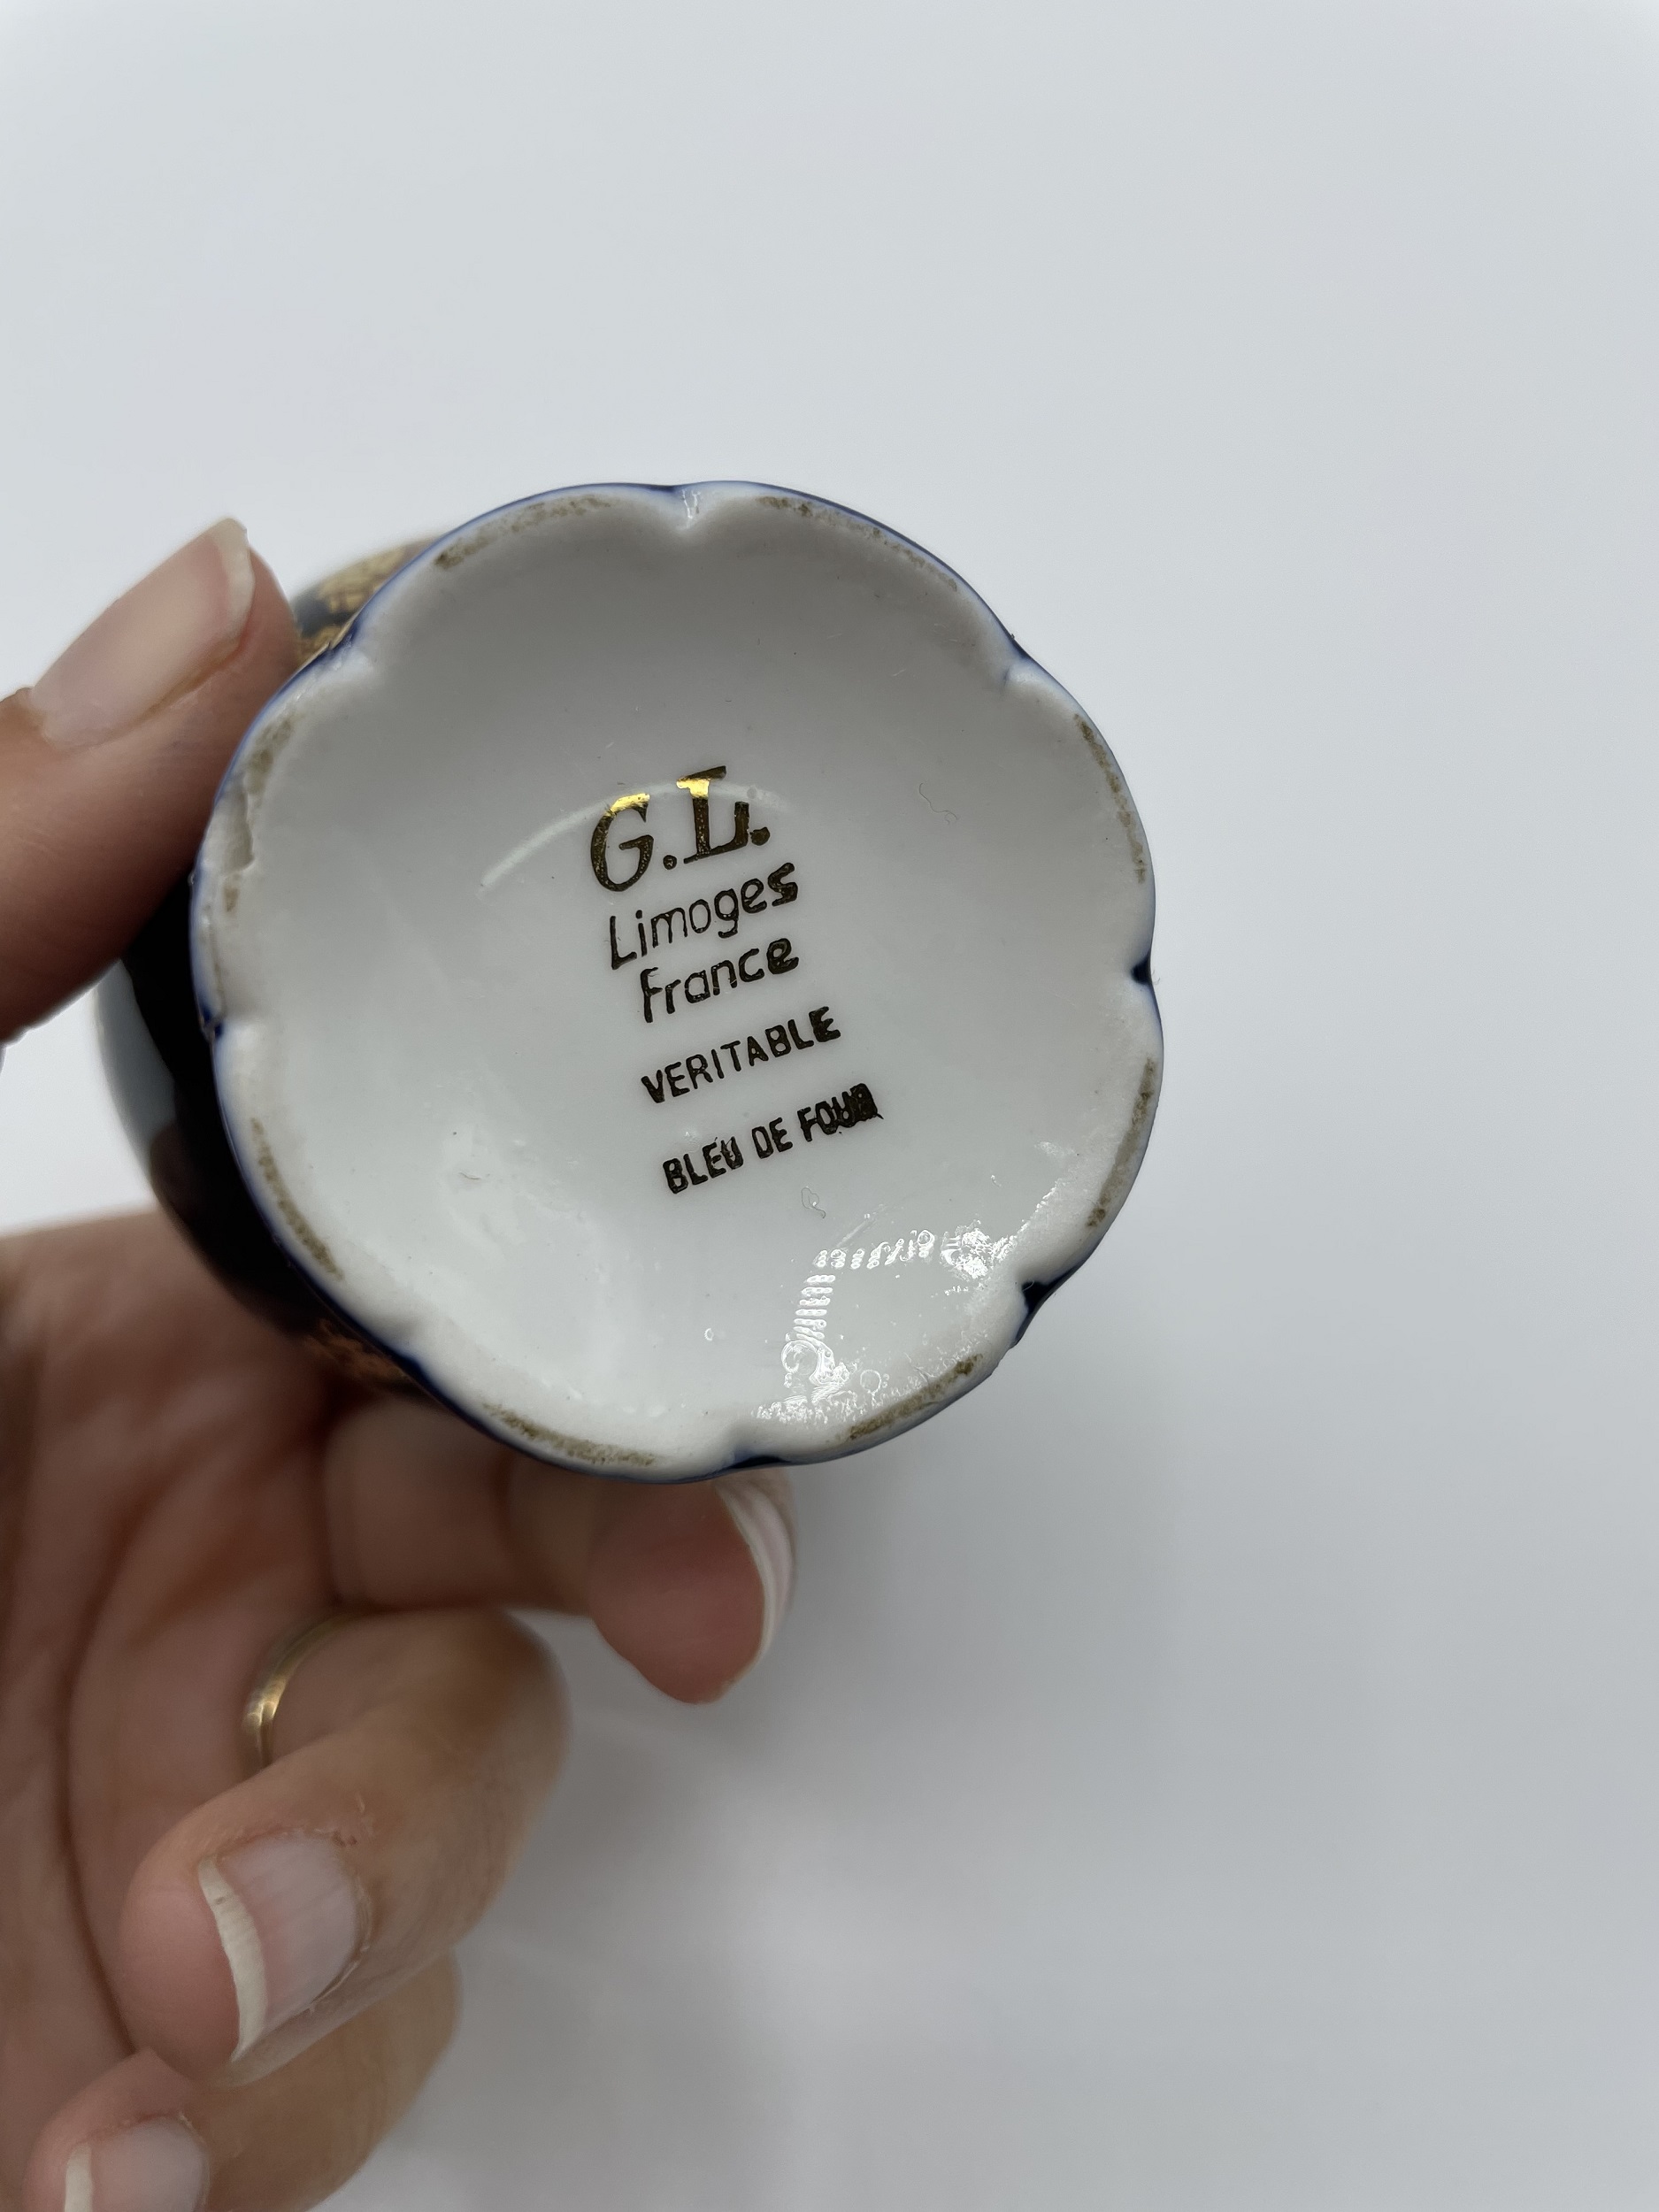 G.L.
Limoges
France
VERITABLE
BLEU DE FOUR